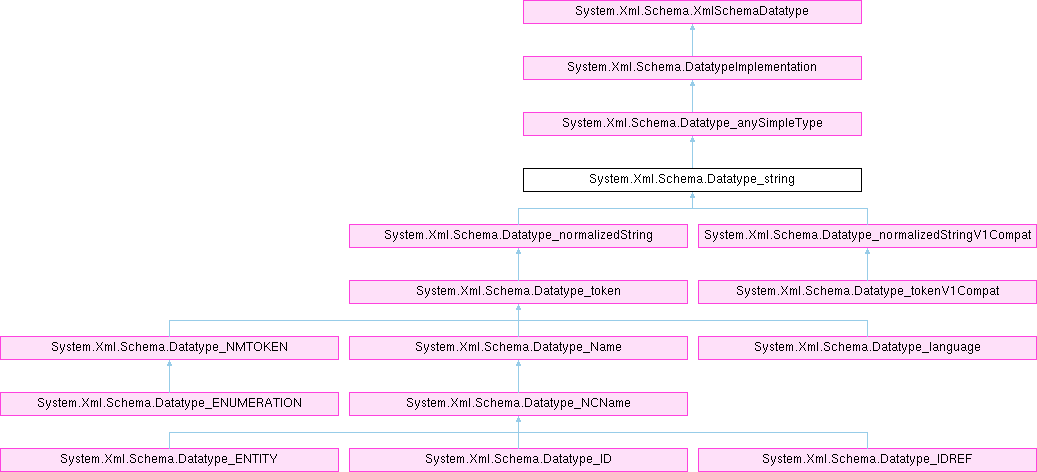 System.Xml.Schema.XmlSchemaDatatype
System.Xml.Schema.DatatypeImplementation
System.Xml.Schema.Datatype_anySimpleType
System.Xml.Schema.Datatype_string
System.Xml.Schema.Datatype_normalizedString
System.Xml.Schema.Datatype_normalizedStringV1Compat
System.Xml.Schema.Datatype_token
System.Xml.Schema.Datatype_tokenV1Compat
System.Xml.Schema.Datatype_NMTOKEN
System.Xml.Schema.Datatype_Name
System.Xml.Schema.Datatype_language
System.Xml.Schema.Datatype_ENUMERATION
System.Xml.Schema.Datatype_NCName
System.Xml.Schema.Datatype_ENTITY
System.Xml.Schema.Datatype_ID
System.Xml.Schema.Datatype_IDREF